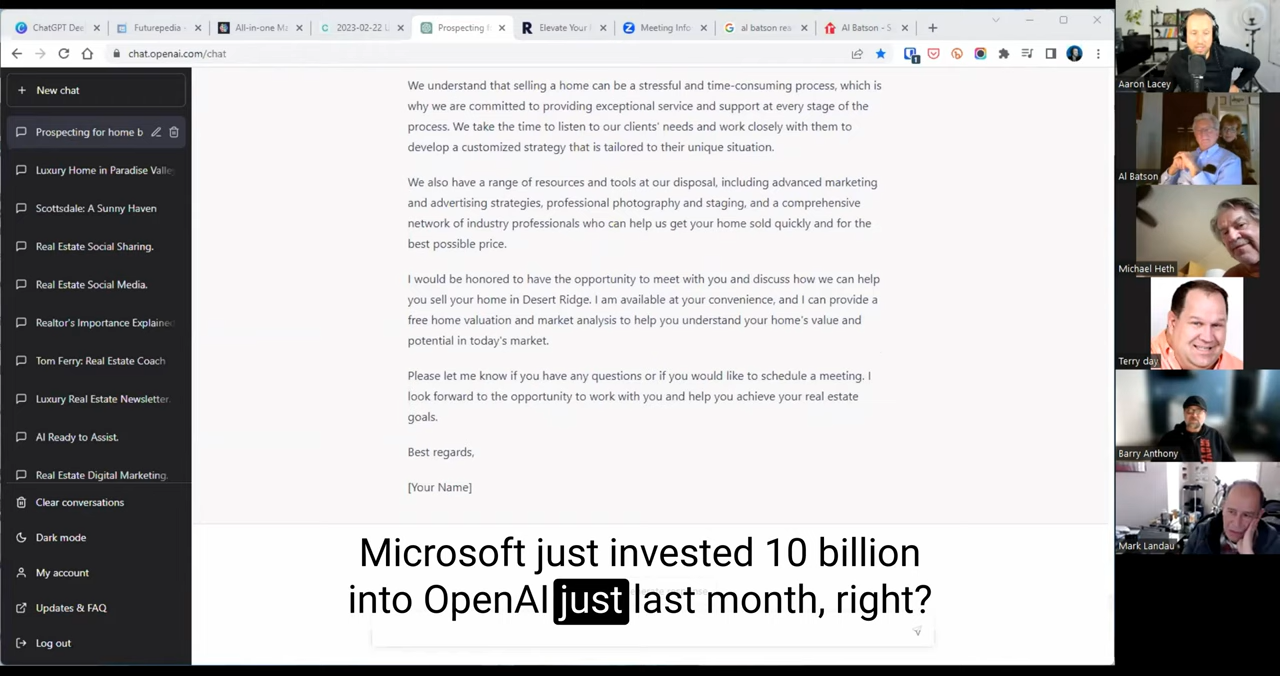 ChatGPT Des
Futurepedia -
All-in-one Ma
2023-02-22 L
Prospecting f
Elevate Your
Meeting Info
al batson res
Al Batson - S
chat.openai.com/chat
1
New chat
Prospecting for home b
Luxury Home in Paradise Valle
Scottsdale: A Sunny Haven
Real Estate Social Sharing.
Real Estate Social Media.
Realtor's Importance Explained
Tom Ferry: Real Estate Coach
Luxury Real Estate Newsletter.
AI Ready to Assist.
Real Estate Digital Marketing.
Clear conversations
Dark mode
My account
Updates & FAQ
Log out
We understand that selling a home can be a stressful and time-consuming process, which is
why we are committed to providing exceptional service and support at every stage of the
process. We take the time to listen to our clients' needs and work closely with them to
develop a customized strategy that is tailored to their unique situation.
We also have a range of resources and tools at our disposal, including advanced marketing
and advertising strategies, professional photography and staging, and a comprehensive
network of industry professionals who can help us get your home sold quickly and for the
best possible price.
I would be honored to have the opportunity to meet with you and discuss how we can help
you sell your home in Desert Ridge. I am available at your convenience, and I can provide a
free home valuation and market analysis to help you understand your home's value and
potential in today's market.
Please let me know if you have any questions or if you would like to schedule a meeting. I
look forward to the opportunity to work with you and help you achieve your real estate
goals.
Best regards,
[Your Name]
Microsoft just invested 10 billion
into OpenAI just last month, right?
Aaron Lacey
Al Batson
Michael Heth
Terry day
Barry Anthony
Mark Landau